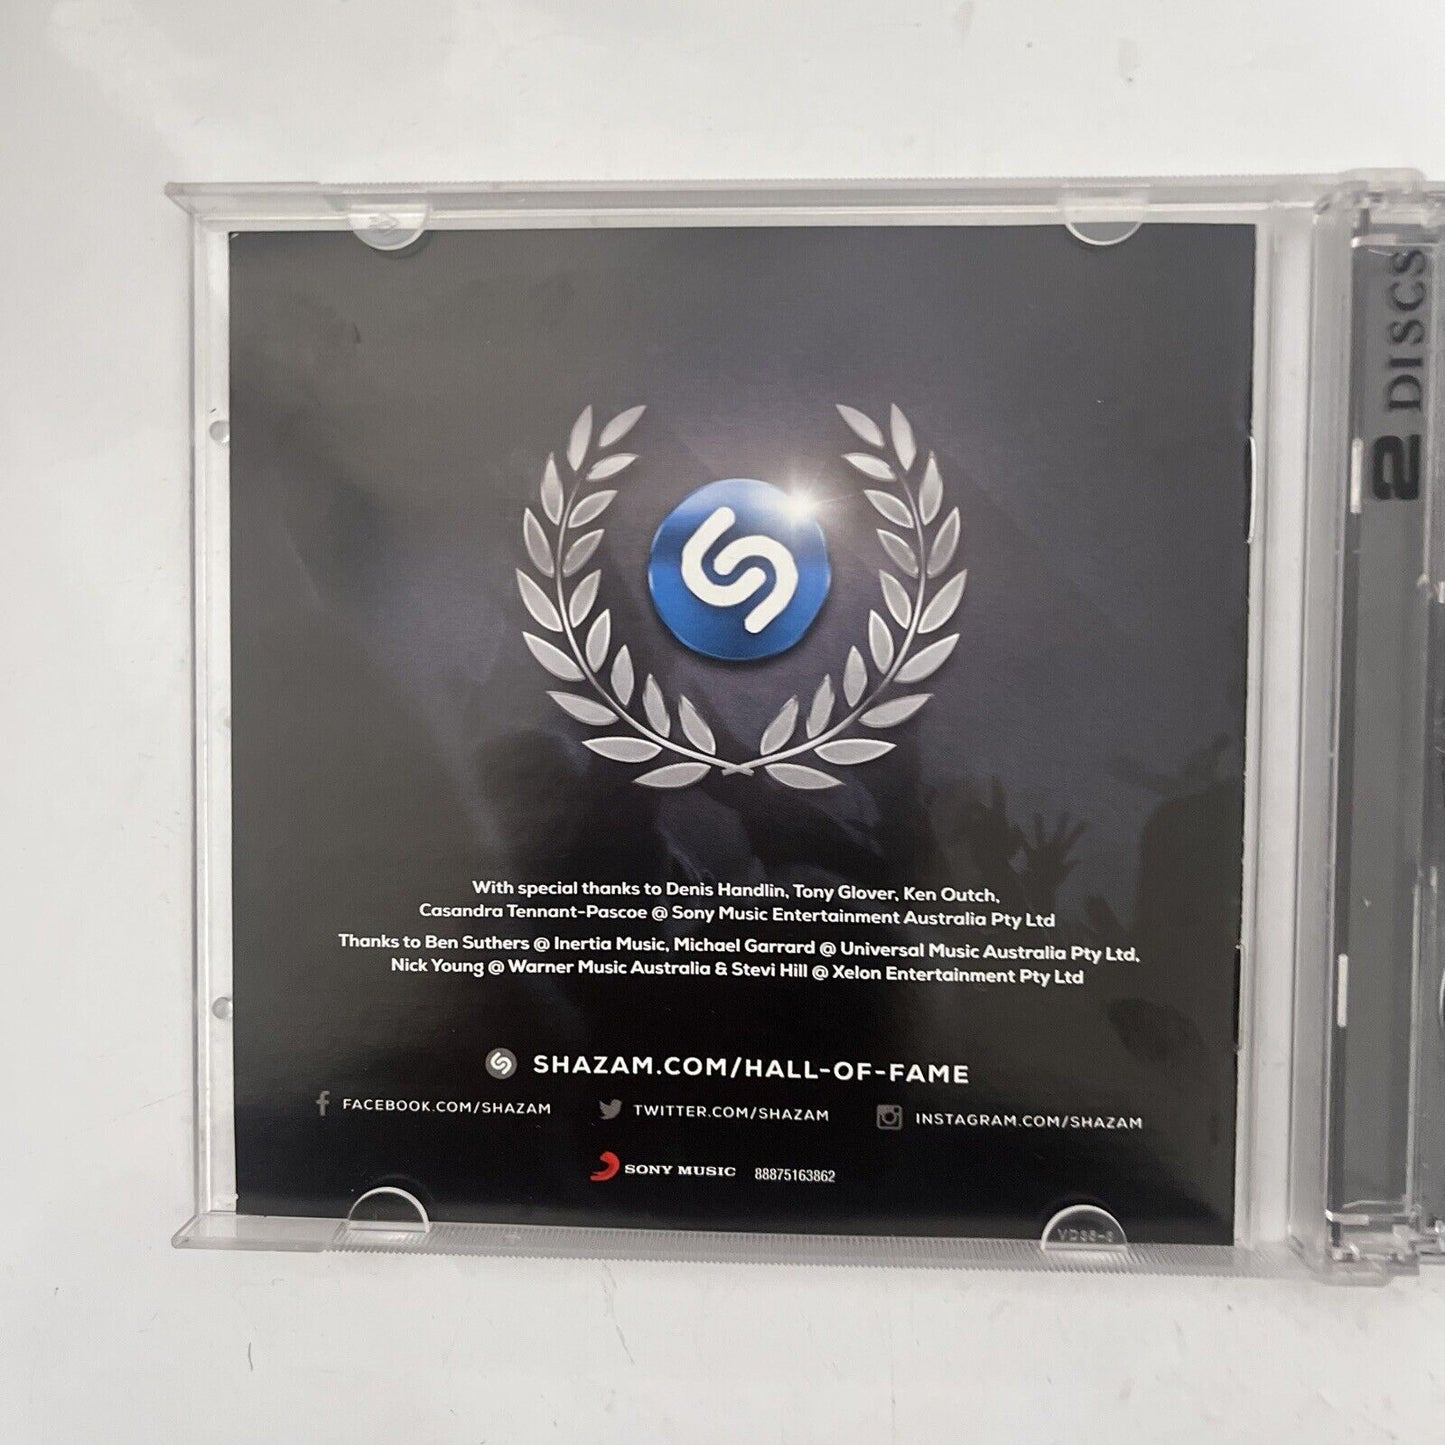 2 DISCS
With special thanks to Denis Handlin, Tony Glover, Ken Outch,
Casandra Tennant-Pascoe @ Sony Music Entertainment Australia Pty Ltd
Thanks to Ben Suthers @ Inertia Music, Michael Garrard @ Universal Music Australia Pty Ltd,
Nick Young @ Warner Music Australia & Stevi Hill @ Xelon Entertainment Pty Ltd
SHAZAM.COM/HALL-OF-FAME
FACEBOOK.COM/SHAZAM TWITTER.COM/SHAZAM INSTAGRAM.COM/SHAZAM
SONY MUSIC 88875163862